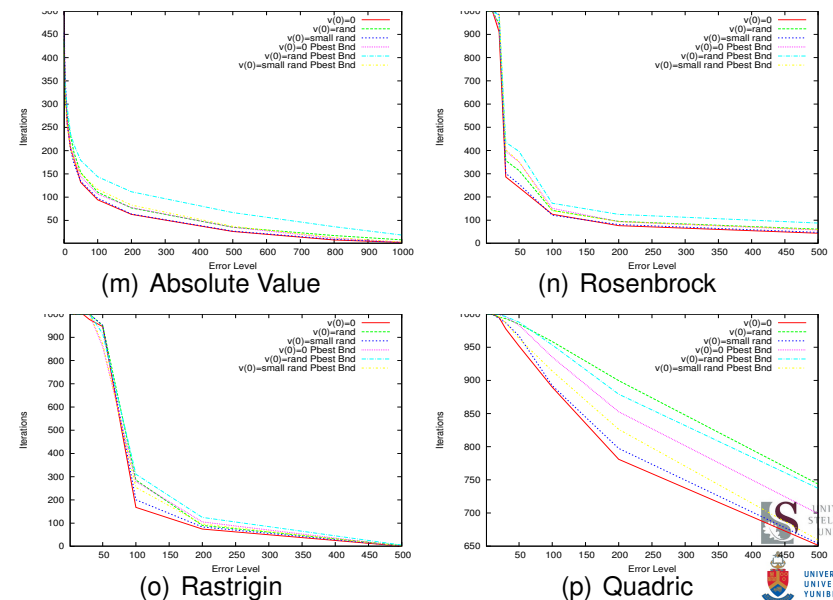 500
450
400
350
300
250
200
150
100
50
0 100 200 300 400 500 600 700 800 900 1000
Iterations
Error Level
v(0)=0
v(0)=rand
v(0)=small rand
v(0)=0 Pbest Bnd
v(0)=rand Pbest Bnd
v(0)=small rand Pbest Bnd
(m) Absolute Value
1000
900
800
700
600
500
400
300
200
100
0
50 100 150 200 250 300 350 400 450 500
Iterations
Error Level
v(0)=0
v(0)=rand
v(0)=small rand
v(0)=0 Pbest Bnd
v(0)=rand Pbest Bnd
v(0)=small rand Pbest Bnd
(n) Rosenbrock
1000
900
800
700
600
500
400
300
200
100
0
50 100 150 200 250 300 350 400 450 500
Iterations
Error Level
v(0)=0
v(0)=rand
v(0)=small rand
v(0)=0 Pbest Bnd
v(0)=rand Pbest Bnd
v(0)=small rand Pbest Bnd
(o) Rastrigin
1000
950
900
850
800
750
700
650
50 100 150 200 250 300 350 400 450 500
Iterations
Error Level
v(0)=0
v(0)=rand
v(0)=small rand
v(0)=0 Pbest Bnd
v(0)=rand Pbest Bnd
v(0)=small rand Pbest Bnd
(p) Quadric
S